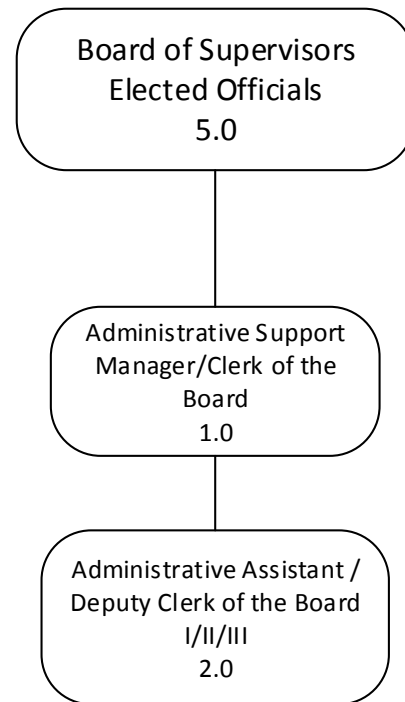 Board of Supervisors
Elected Officials
5.0
Administrative Support
Manager/Clerk of the
Board
1.0
Administrative Assistant /
Deputy Clerk of the Board
I/II/III
2.0